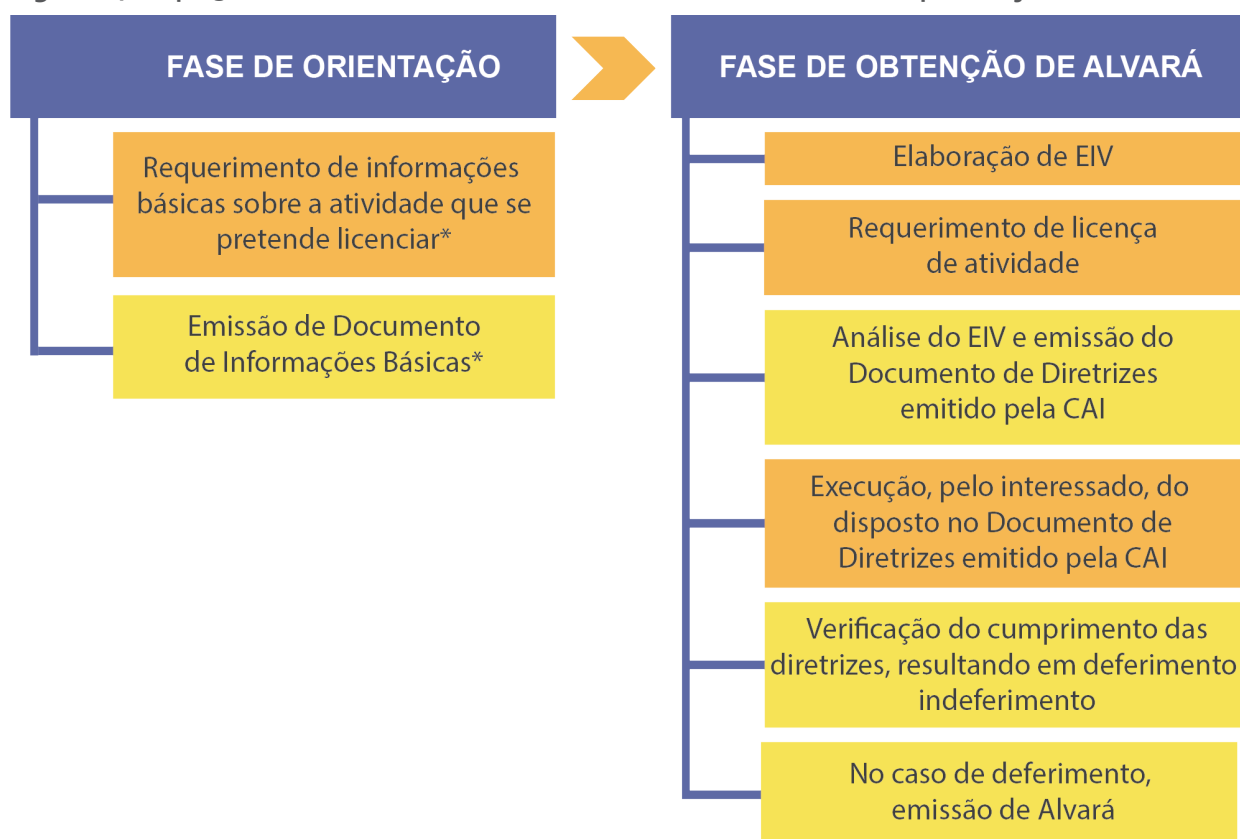 FASE DE ORIENTAÇÃO
Requerimento de informações
básicas sobre a atividade que se
pretende licenciar*
Emissão de Documento
de Informações Básicas*
FASE DE OBTENÇÃO DE ALVARÁ
Elaboração de EIV
Requerimento de licença
de atividade
Análise do EIV e emissão do
Documento de Diretrizes
emitido pela CAI
Execução, pelo interessado, do
disposto no Documento de
Diretrizes emitido pela CAI
Verificação do cumprimento das
diretrizes, resultando em deferimento
indeferimento
No caso de deferimento,
emissão de Alvará